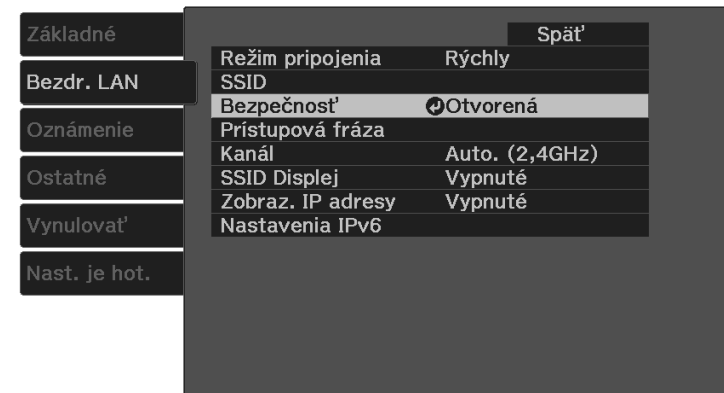 Základné
Bezdr. LAN
Oznámenie
Ostatné
Vynulovať
Nast. je hot.
Späť
Režim pripojenia Rýchly
SSID
Bezpečnosť Otvorená
Prístupová fráza
Kanál Auto. (2,4GHz)
SSID Displej Vypnuté
Zobraz. IP adresy Vypnuté
Nastavenia IPv6